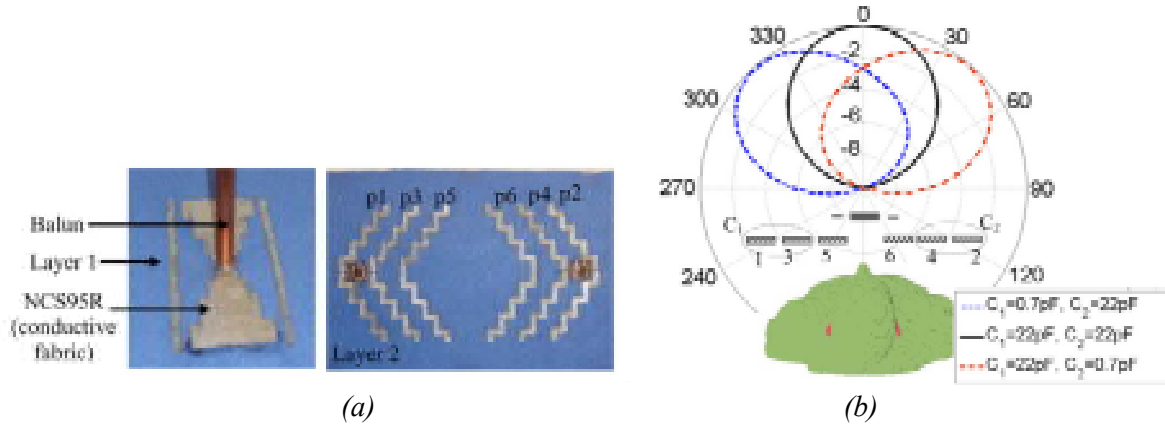 Balun
Layer 1
NCS95R
(conductive
fabric)
p1 p3 p5 p6 p4 p2
Layer 2
(a)
0
330 30
300 60
270 90
240 120
-2
-4
-6
-8
C1 C2
1 3 5 6 4 2
C1=0.7pF, C2=22pF
C1=22pF, C2=22pF
C1=22pF, C2=0.7pF
(b)